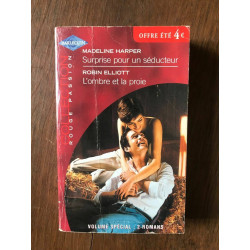 HARLEQUIN
OFFRE ÉTÉ 4€
MADELINE HARPER
Surprise pour un séducteur
ROBIN ELLIOTT
L'ombre et la proie
ROUGE PASSION
VOLUME SPÉCIAL : 2 ROMANS